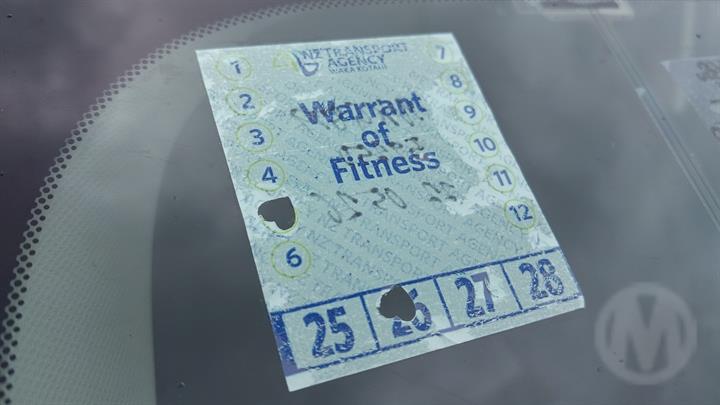 NZ TRANSPORT
AGENCY
WAKA KOTAHI
1 7
2 8
3 9
4 10
11
12
6
Warrant
of
Fitness
25 26 27 28
M